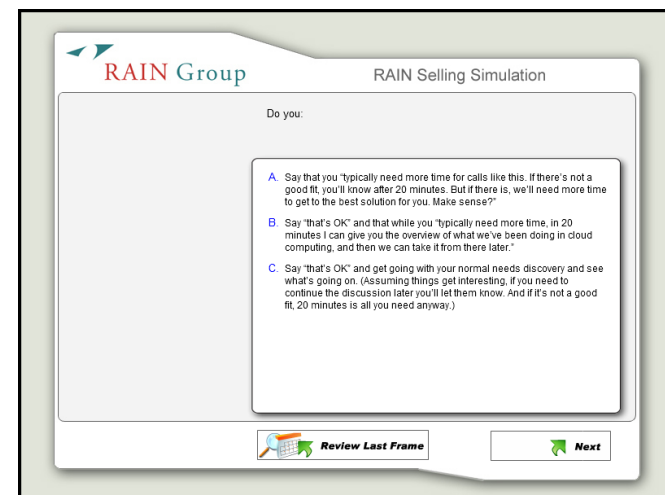 RAIN Group
RAIN Selling Simulation
Do you:
A. Say that you "typically need more time for calls like this. If there's not a
good fit, you'll know after 20 minutes. But if there is, we'll need more time
to get to the best solution for you. Make sense?"
B. Say "that's OK" and that while you "typically need more time, in 20
minutes I can give you the overview of what we've been doing in cloud
computing, and then we can take it from there later."
C. Say "that's OK" and get going with your normal needs discovery and see
what's going on. (Assuming things get interesting, if you need to
continue the discussion later you'll let them know. And if it's not a good
fit, 20 minutes is all you need anyway.)
Review Last Frame
Next